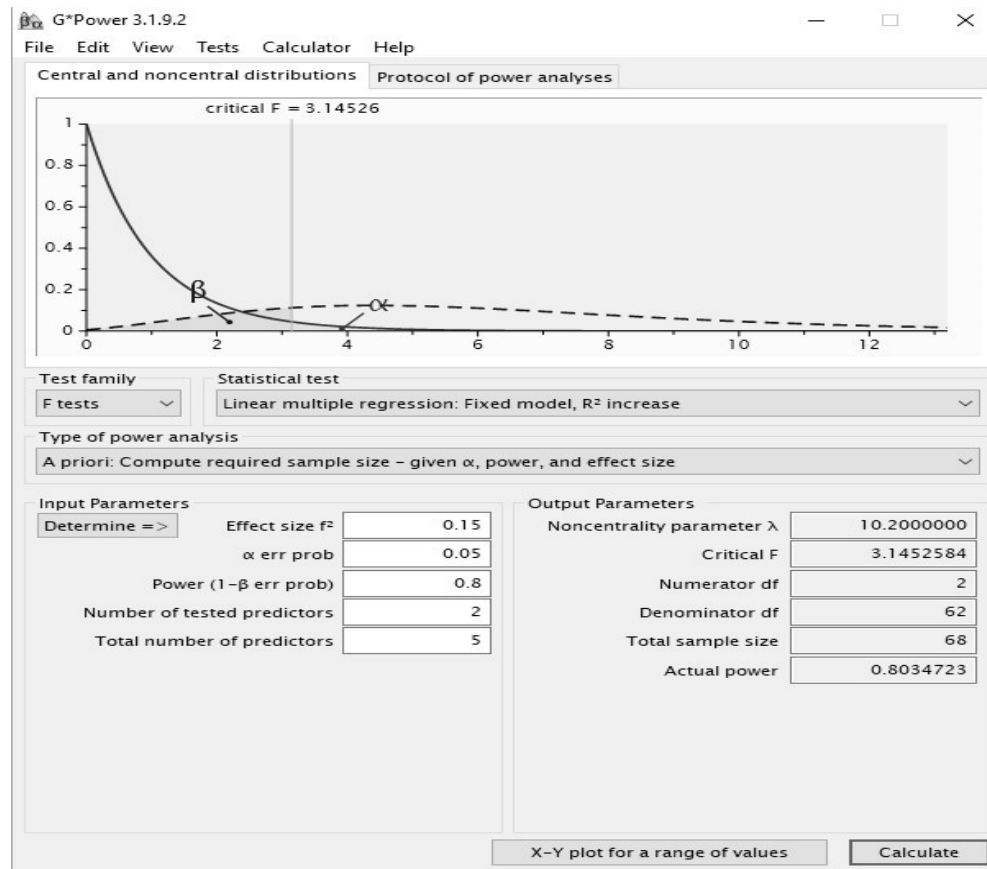 G*Power 3.1.9.2
File Edit View Tests Calculator Help
Central and noncentral distributions Protocol of power analyses
critical F = 3.14526
1
0.8
0.6
0.4
0.2
0
β
α
0 2 4 6 8 10 12
Test family Statistical test
F tests Linear multiple regression: Fixed model, R² increase
Type of power analysis
A priori: Compute required sample size – given α, power, and effect size
Input Parameters Output Parameters
Determine => Effect size f² 0.15 Noncentrality parameter λ 10.2000000
α err prob 0.05 Critical F 3.1452584
Power (1-β err prob) 0.8 Numerator df 2
Number of tested predictors 2 Denominator df 62
Total number of predictors 5 Total sample size 68
Actual power 0.8034723
X-Y plot for a range of values Calculate